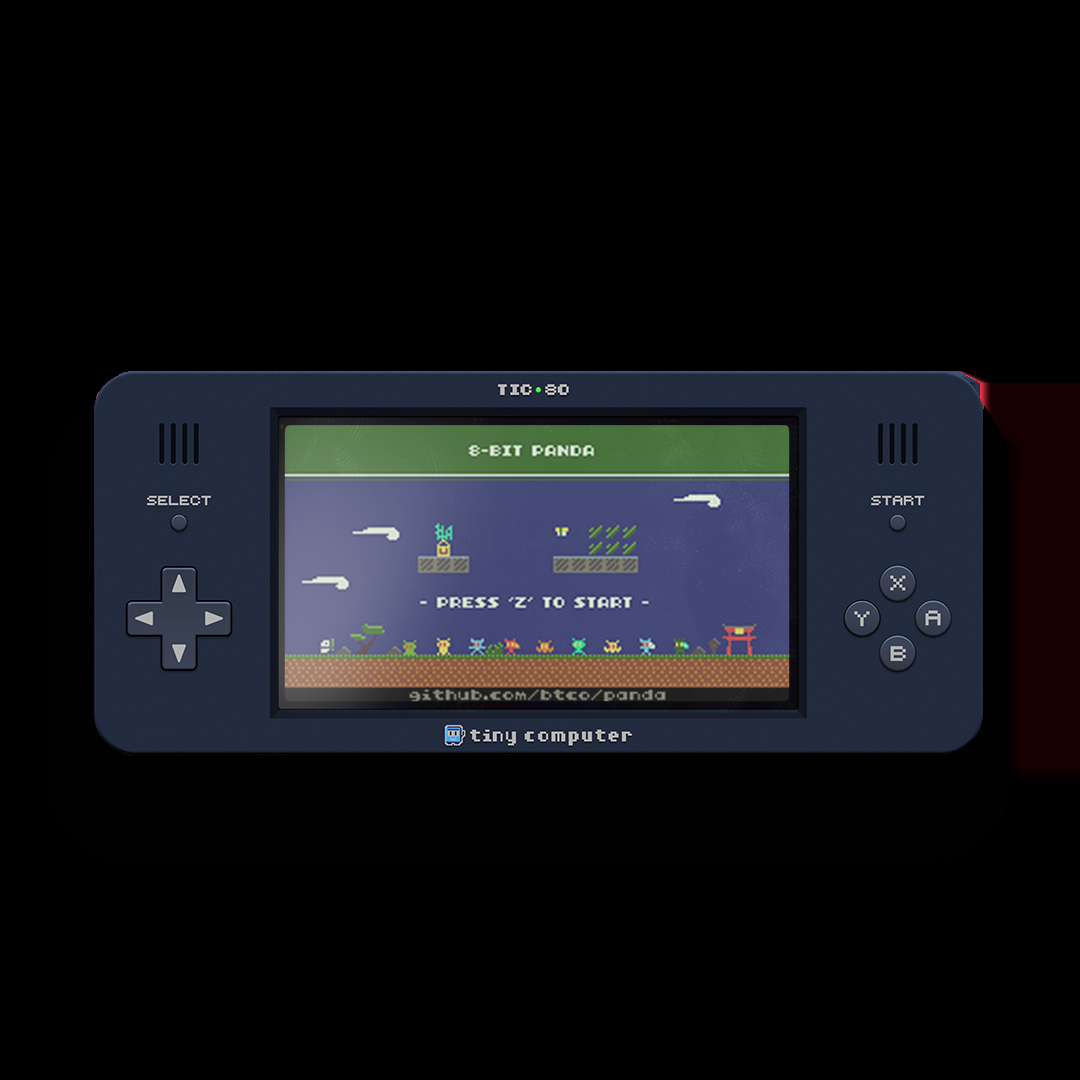 TIC•80
8-BIT PANDA
SELECT
START
- PRESS 'Z' TO START -
X
Y
A
B
github.com/btco/panda
tiny computer